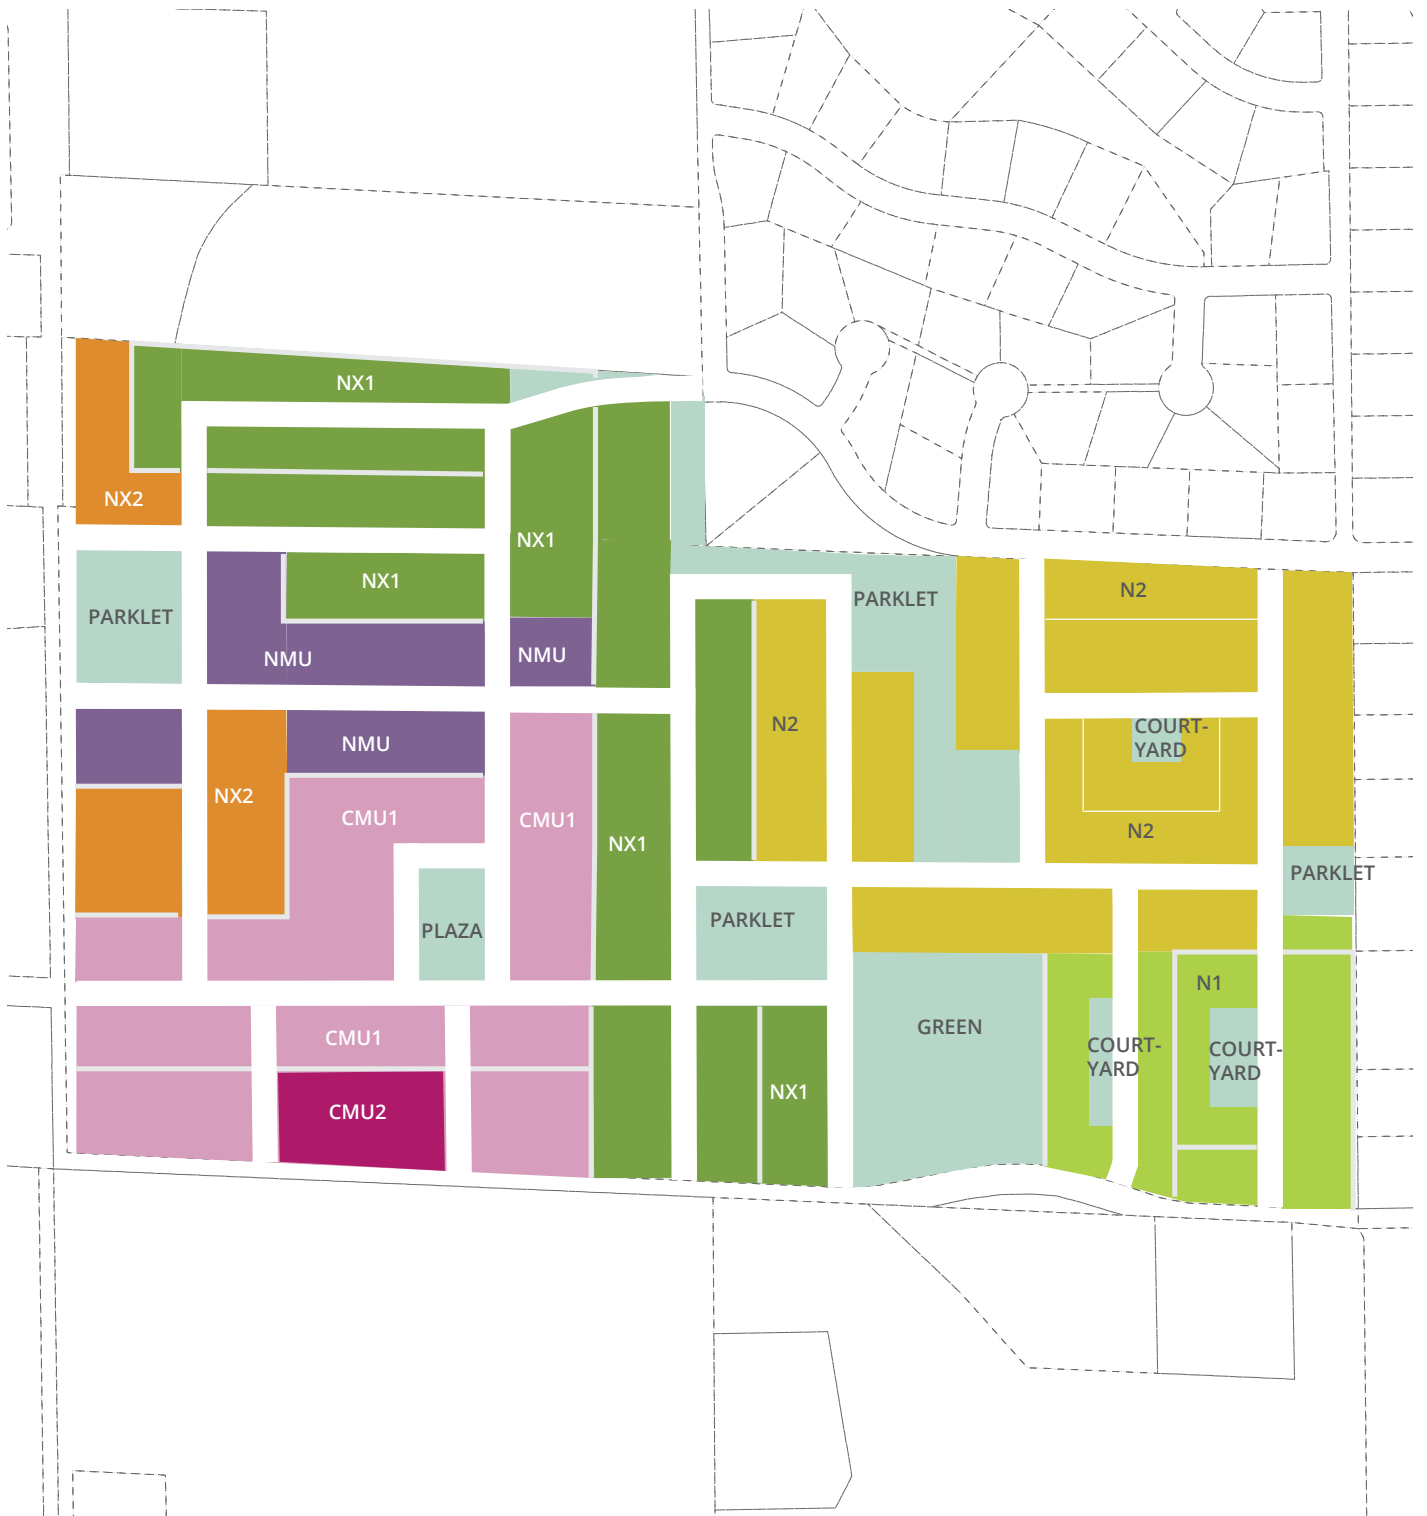 NX1
NX2
NX1
NX1
PARKLET
PARKLET
N2
PARKLET
NMU
NMU
N2
COURT-
YARD
NMU
NX2
CMU1
CMU1
NX1
N2
PARKLET
PLAZA
PARKLET
N1
GREEN
CMU1
COURT-
YARD
COURT-
YARD
CMU2
NX1